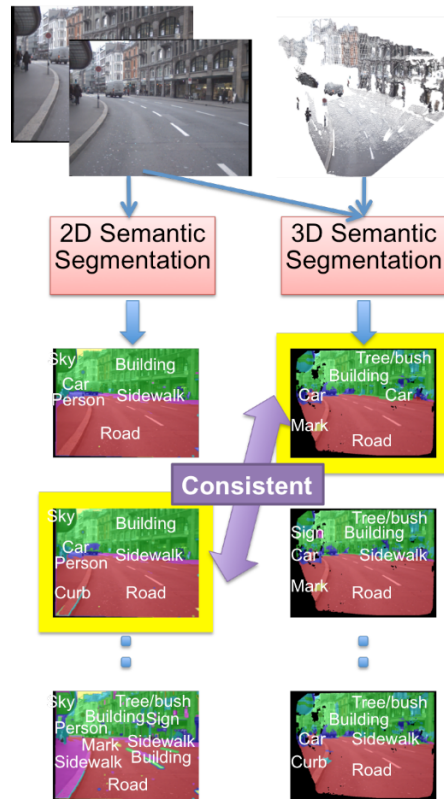 2D Semantic
Segmentation
3D Semantic
Segmentation
Sky
Building
Car
Person
Sidewalk
Road
Tree/bush
Building
Car
Car
Mark
Road
Consistent
Sky
Building
Car
Person
Sidewalk
Curb
Road
Tree/bush
Sign
Building
Car
Sidewalk
Mark
Road
Sky
Tree/bush
Building
Sign
Person
Mark
Sidewalk
Sidewalk
Building
Road
Tree/bush
Building
Car
Sidewalk
Curb
Road